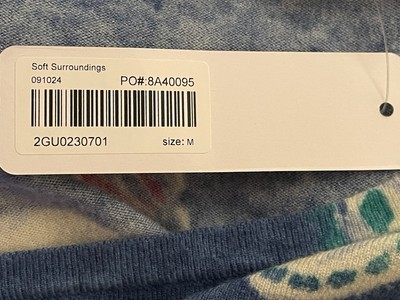 Soft Surroundings
091024 PO#:8A40095
2GU0230701 size: M